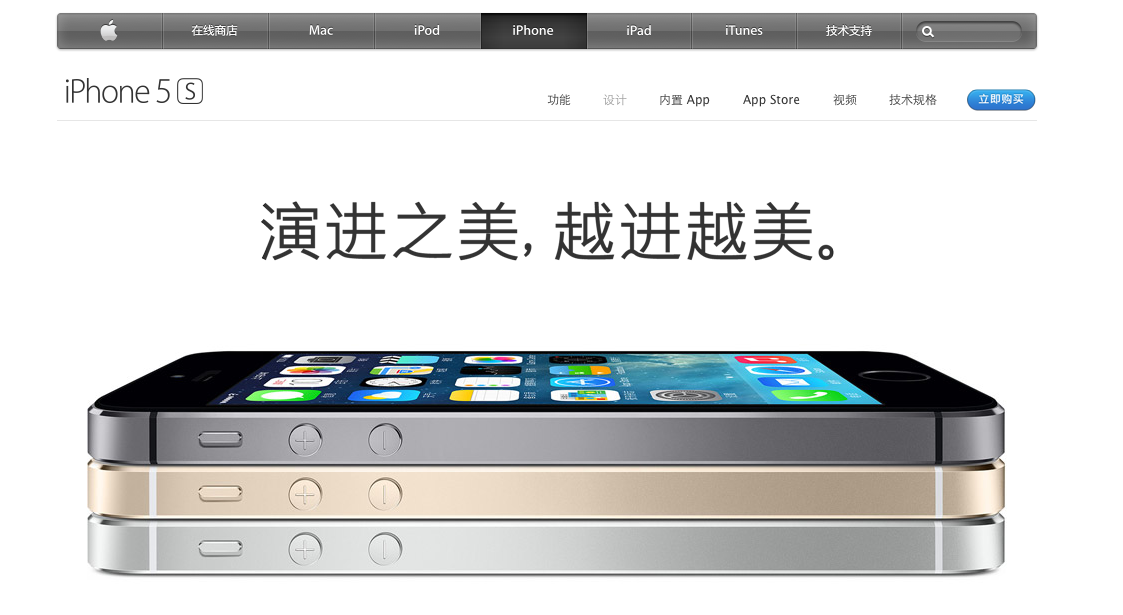 在线商店 Mac iPod iPhone iPad iTunes 技术支持
iPhone 5 S
功能 设计 内置 App App Store 视频 技术规格 立即购买
演进之美，越进越美。